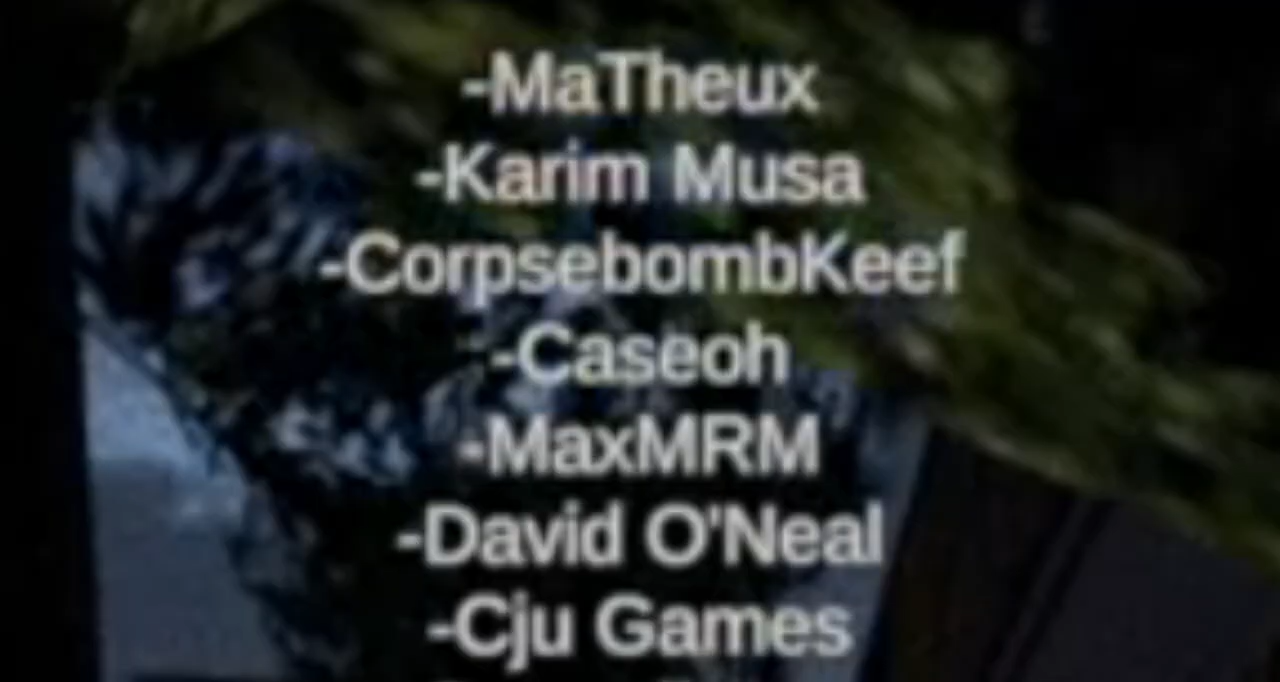 -MaTheux
-Karim Musa
-CorpsebombKeef
-Caseoh
-MaxMRM
-David O'Neal
-Cju Games